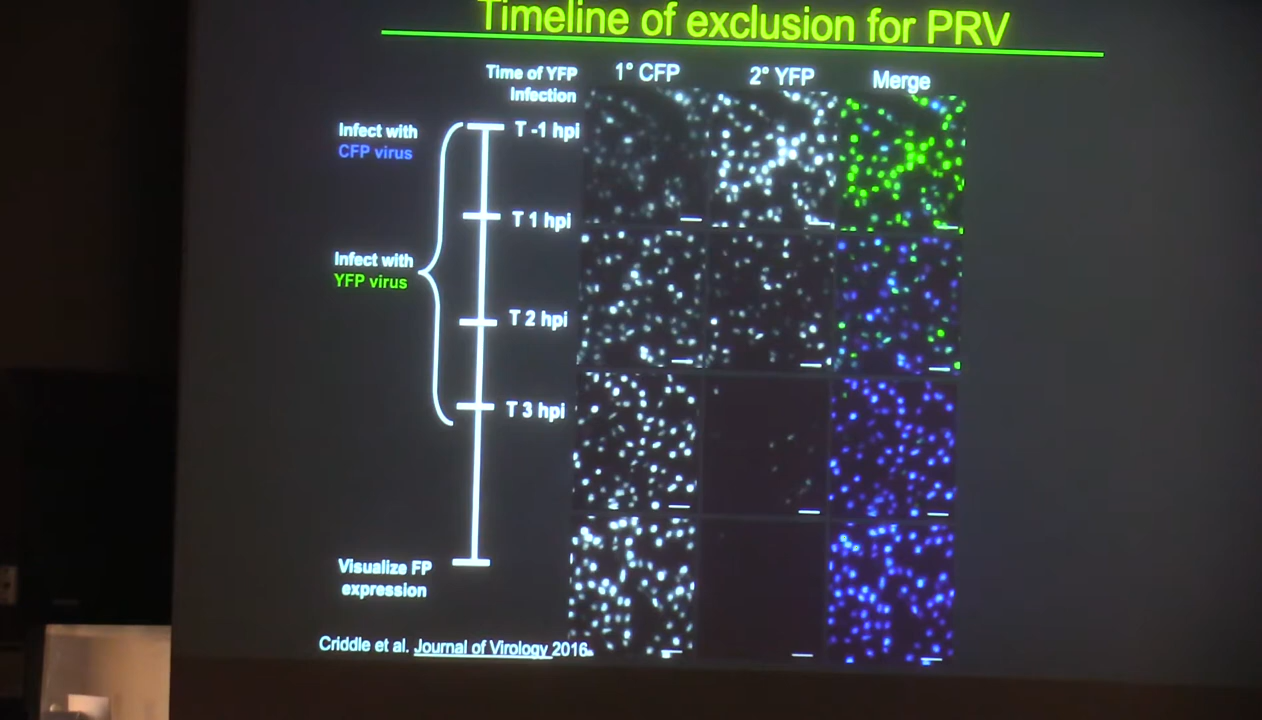 Timeline of exclusion for PRV
Time of YFP
Infection
1° CFP
2° YFP
Merge
Infect with
CFP virus
T -1 hpi
T 1 hpi
Infect with
YFP virus
T 2 hpi
T 3 hpi
Visualize FP
expression
Criddle et al. Journal of Virology 2016.